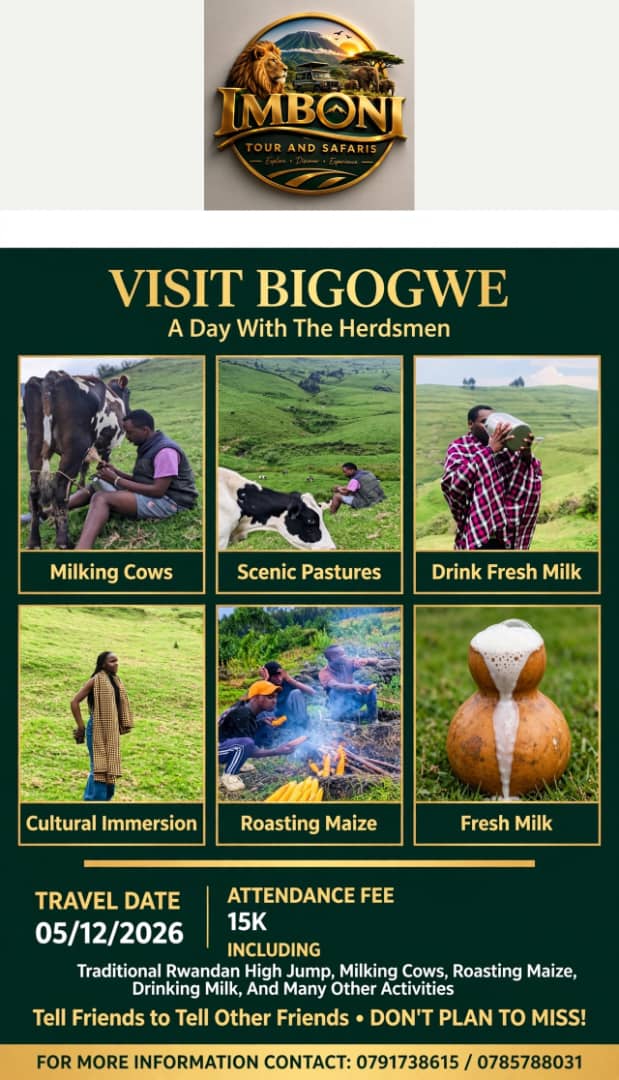 IMBONI
TOUR AND SAFARIS
Explore • Discover • Experience
VISIT BIGOGWE
A Day With The Herdsmen
Milking Cows
Scenic Pastures
Drink Fresh Milk
Cultural Immersion
Roasting Maize
Fresh Milk
TRAVEL DATE
05/12/2026
ATTENDANCE FEE
15K
INCLUDING
Traditional Rwandan High Jump, Milking Cows, Roasting Maize,
Drinking Milk, And Many Other Activities
Tell Friends to Tell Other Friends • DON'T PLAN TO MISS!
FOR MORE INFORMATION CONTACT: 0791738615 / 0785788031